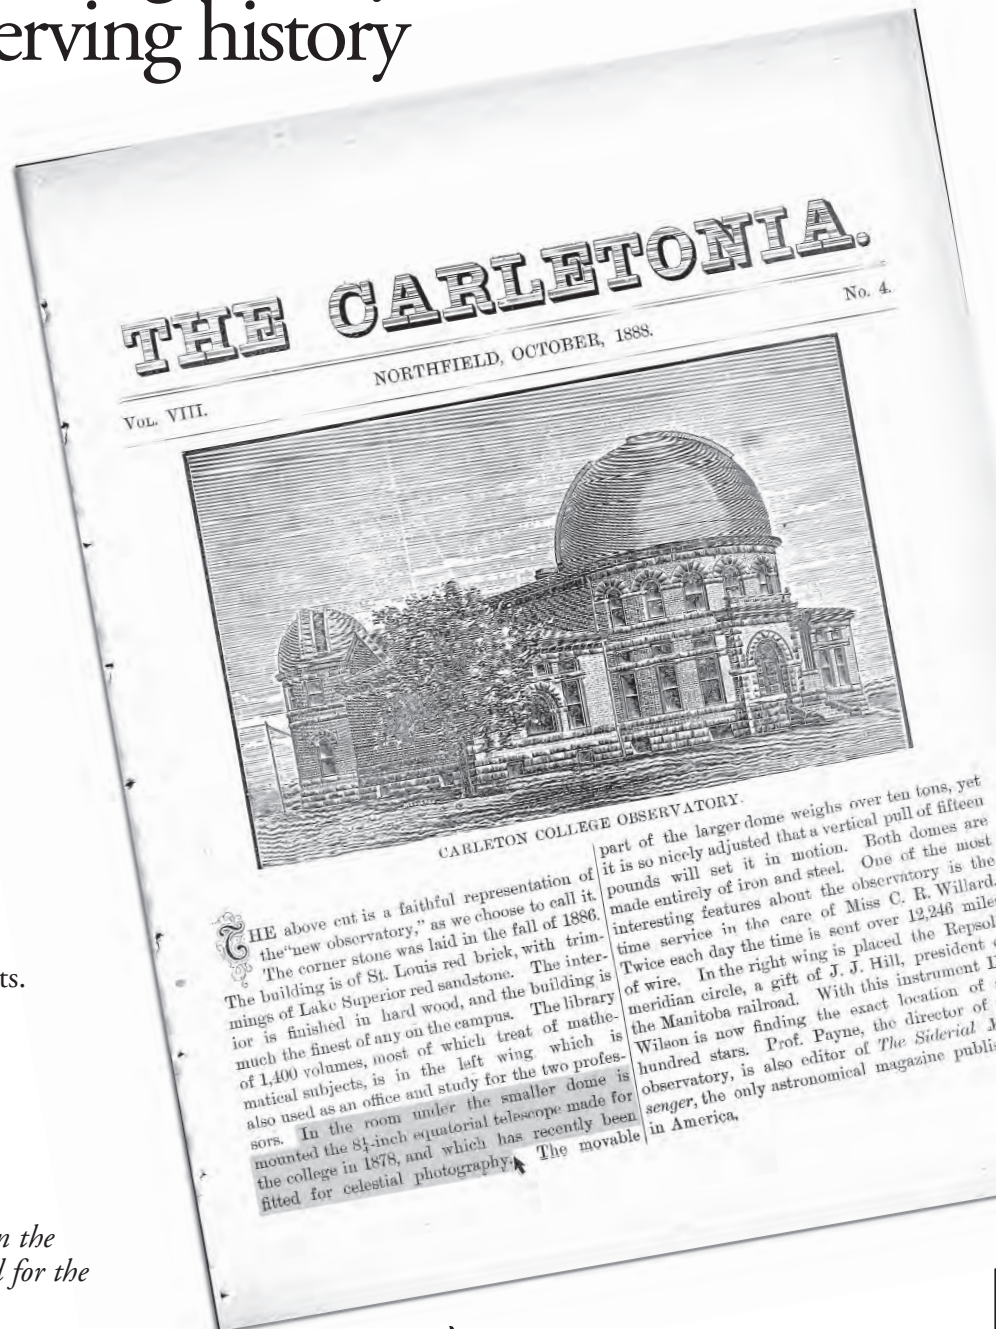 erving history
THE CARLETONIA.
VOL. VIII.
NORTHFIELD, OCTOBER, 1888.
No. 4.
CARLETON COLLEGE OBSERVATORY.
THE above cut is a faithful representation of
the "new observatory," as we choose to call it.
The corner stone was laid in the fall of 1886.
The building is of St. Louis red brick, with trim-
mings of Lake Superior red sandstone. The inter-
ior is finished in hard wood, and the building is
much the finest of any on the campus. The library
of 1,400 volumes, most of which treat of mathe-
matical subjects, is in the left wing which is
also used as an office and study for the two profes-
sors. In the room under the smaller dome is
mounted the 8¼-inch equatorial telescope made for
the college in 1878, and which has recently been
fitted for celestial photography. The movable
part of the larger dome weighs over ten tons, yet
it is so nicely adjusted that a vertical pull of fifteen
pounds will set it in motion. Both domes are
made entirely of iron and steel. One of the most
interesting features about the observatory is the
time service in the care of Miss C. R. Willard.
Twice each day the time is sent over 12,246 miles
of wire. In the right wing is placed the Repsol
meridian circle, a gift of J. J. Hill, president
the Manitoba railroad. With this instrument
Wilson is now finding the exact location of
hundred stars. Prof. Payne, the director of
observatory, is also editor of The Siderial
senger, the only astronomical magazine publis
in America,
ts.
n the
for the